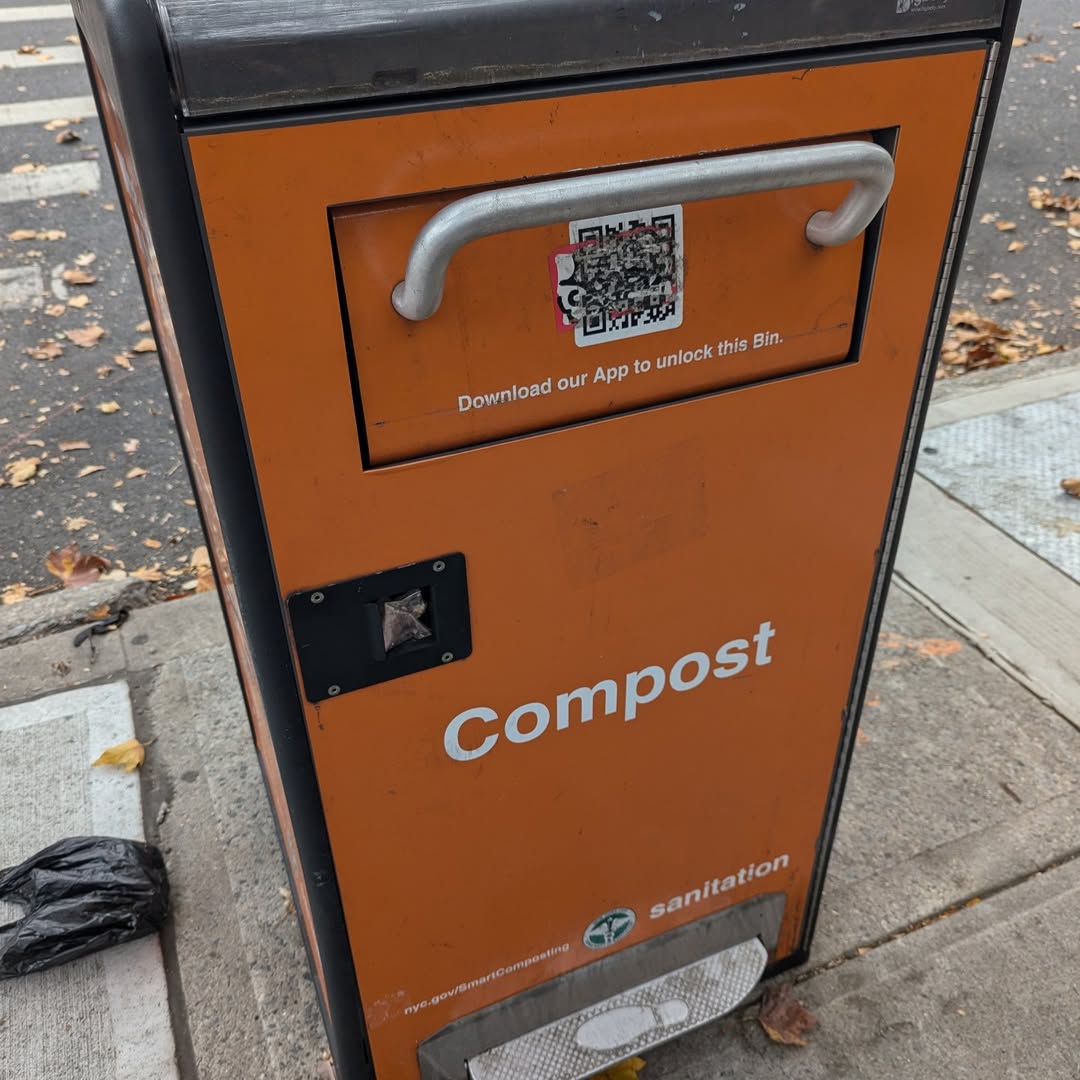 Download our App to unlock this Bin.
Compost
sanitation
nyc.gov/SmartComposting